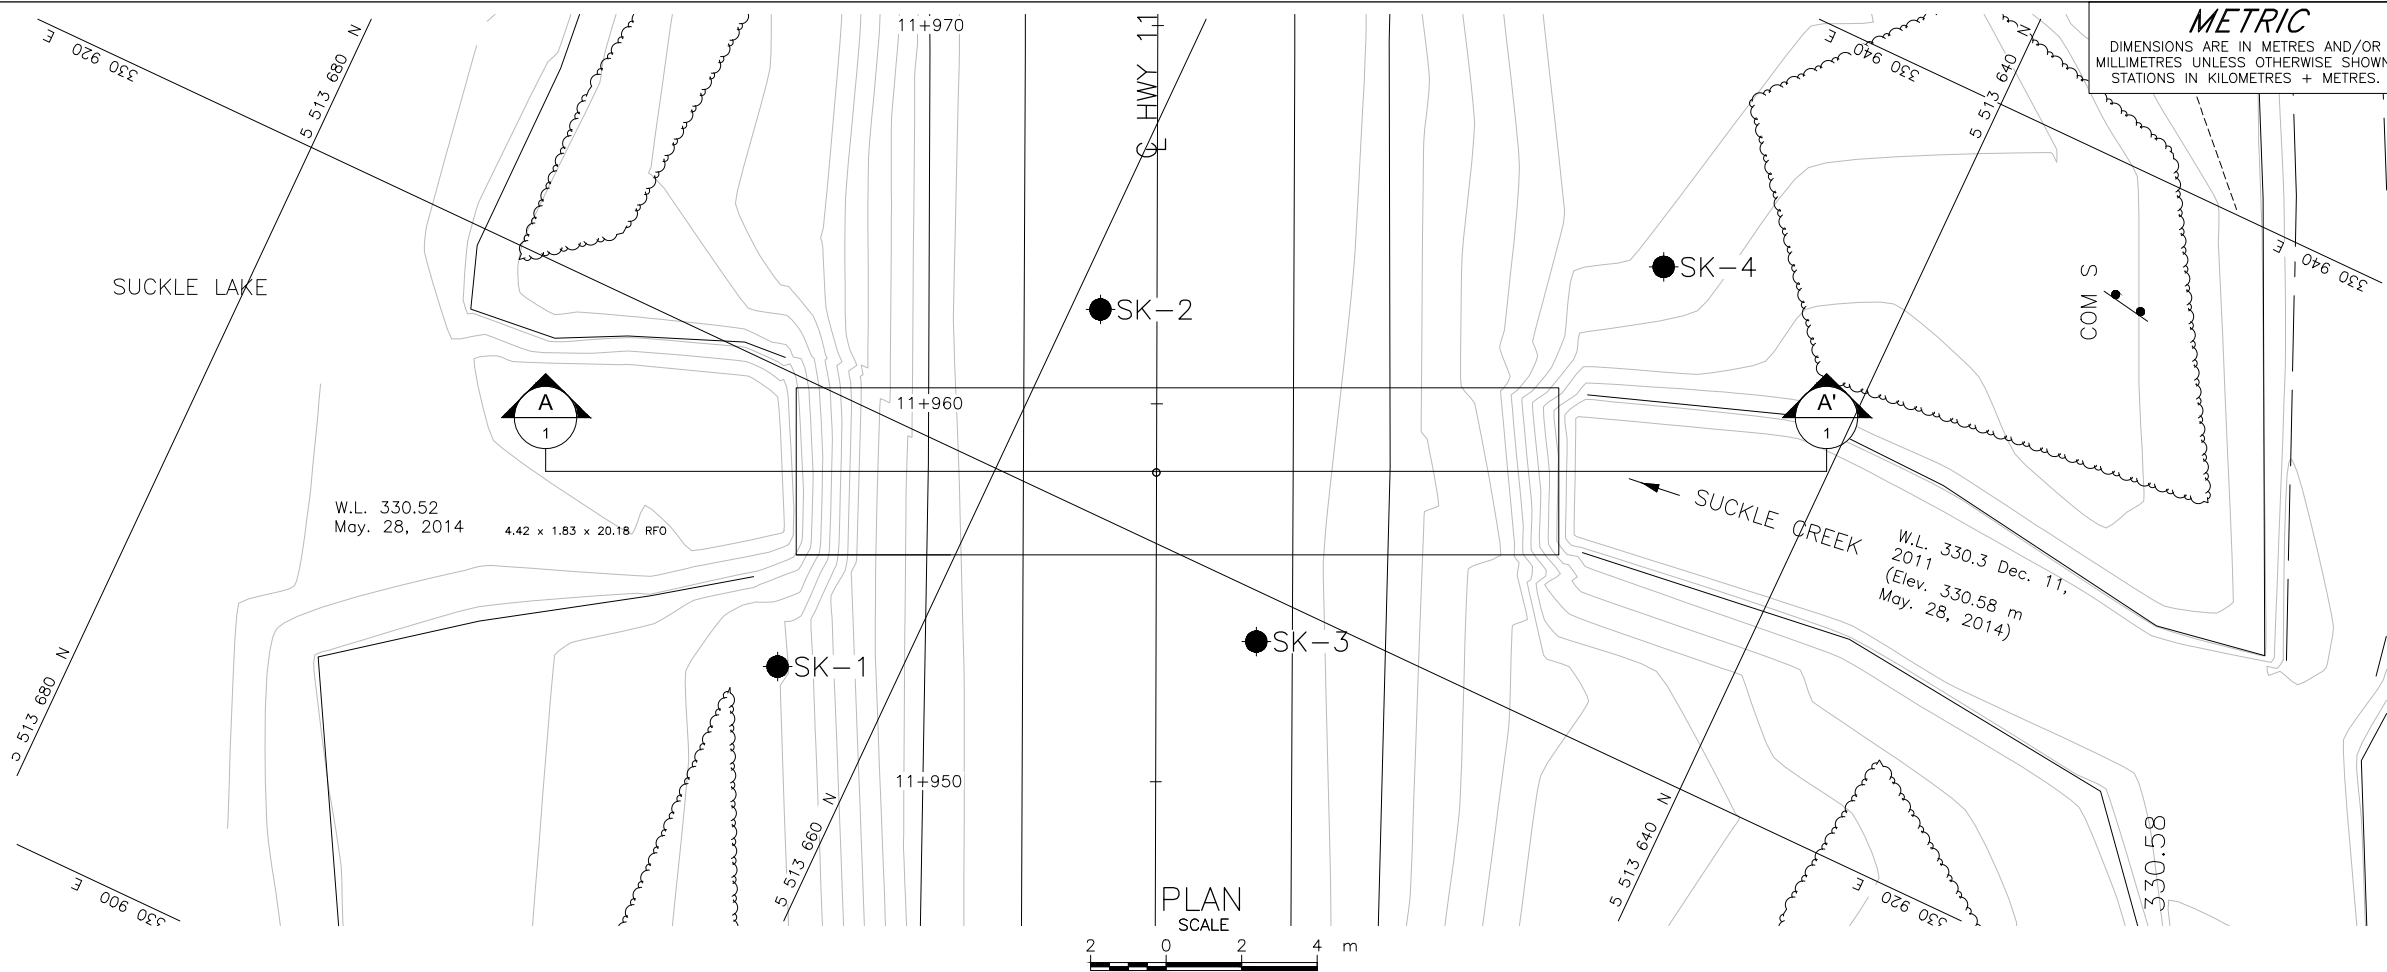 METRIC
DIMENSIONS ARE IN METRES AND/OR
MILLIMETRES UNLESS OTHERWISE SHOWN
STATIONS IN KILOMETRES + METRES.
E 330 920
5 513 680 N
11+970
℄ HWY 11
E 330 940
5 513 640 N
SUCKLE LAKE
SK-2
SK-4
COM S
E 330 940
A
1
11+960
A'
1
W.L. 330.52
May. 28, 2014
4.42 x 1.83 x 20.18 RFO
SUCKLE CREEK
W.L. 330.3 Dec. 11,
2011
(Elev. 330.58 m
May. 28, 2014)
SK-1
SK-3
5 513 680 N
11+950
5 513 660 N
5 513 640 N
E 330 900
E 330 920
330.58
PLAN
SCALE
2 0 2 4 m